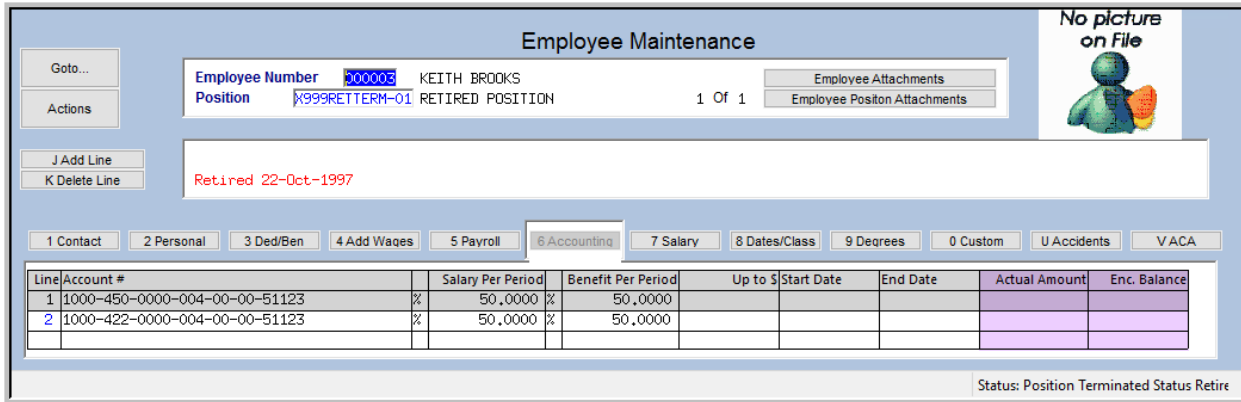 No picture
on File
Employee Maintenance
Goto...
Actions
Employee Number 000003 KEITH BROOKS
Position X999RETTERM-01 RETIRED POSITION 1 Of 1
Employee Attachments
Employee Positon Attachments
J Add Line
K Delete Line
Retired 22-Oct-1997
1 Contact 2 Personal 3 Ded/Ben 4 Add Wages 5 Payroll 6 Accounting 7 Salary 8 Dates/Class 9 Degrees 0 Custom U Accidents V ACA
Line Account # Salary Per Period Benefit Per Period Up to $ Start Date End Date Actual Amount Enc. Balance
1 1000-450-0000-004-00-00-51123 % 50.0000 % 50.0000
2 1000-422-0000-004-00-00-51123 % 50.0000 % 50.0000
Status: Position Terminated Status Retire